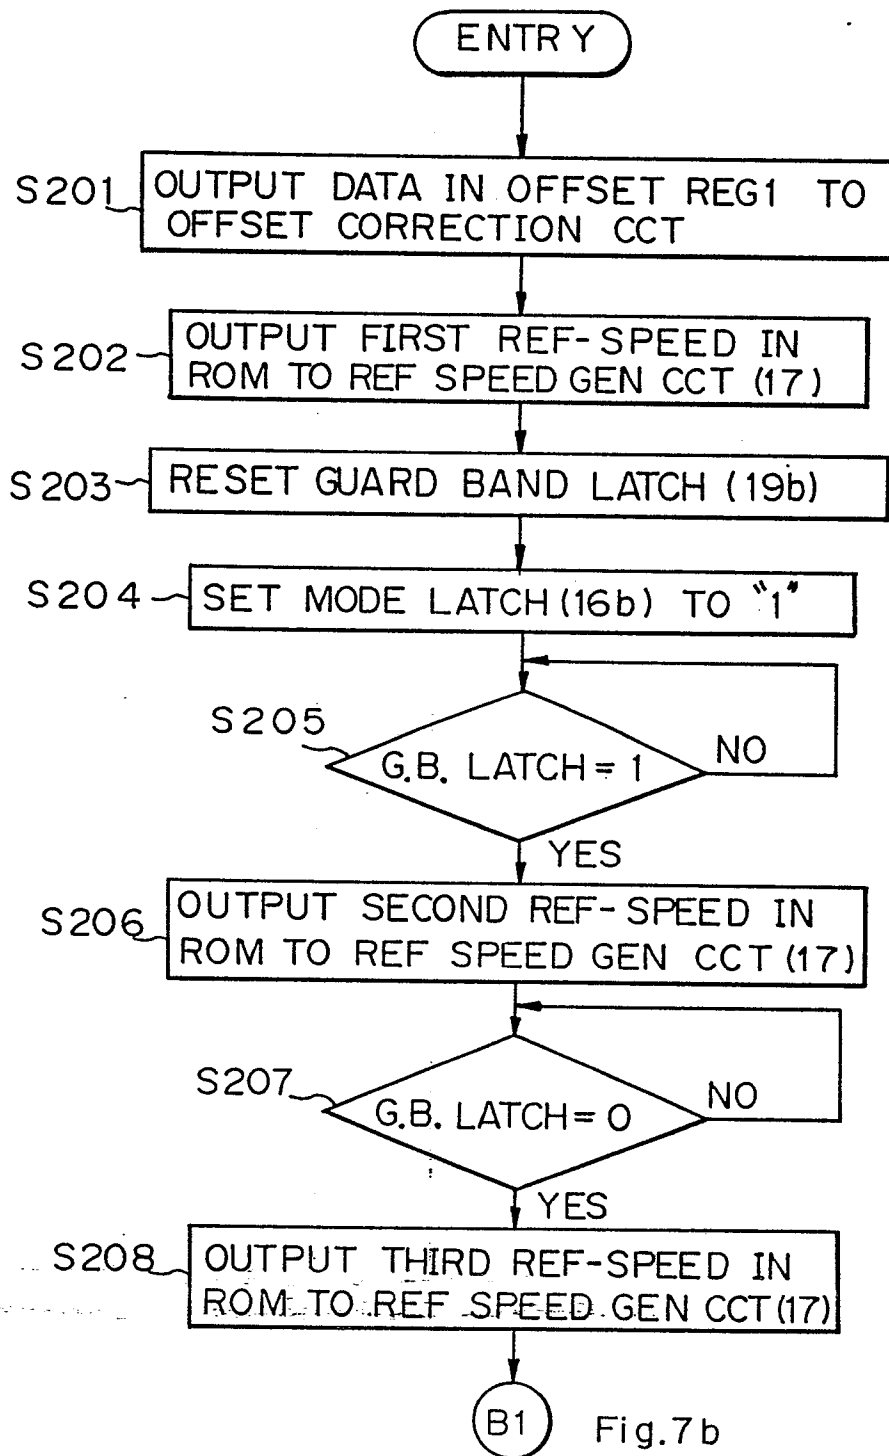 ENTRY
S201
OUTPUT DATA IN OFFSET REG1 TO
OFFSET CORRECTION CCT
S202
OUTPUT FIRST REF-SPEED IN
ROM TO REF SPEED GEN CCT (17)
S203
RESET GUARD BAND LATCH (19b)
S204
SET MODE LATCH (16b) TO "1"
S205
G.B. LATCH = 1
NO
YES
S206
OUTPUT SECOND REF-SPEED IN
ROM TO REF SPEED GEN CCT (17)
S207
G.B. LATCH = 0
NO
YES
S208
OUTPUT THIRD REF-SPEED IN
ROM TO REF SPEED GEN CCT (17)
B1
Fig.7b